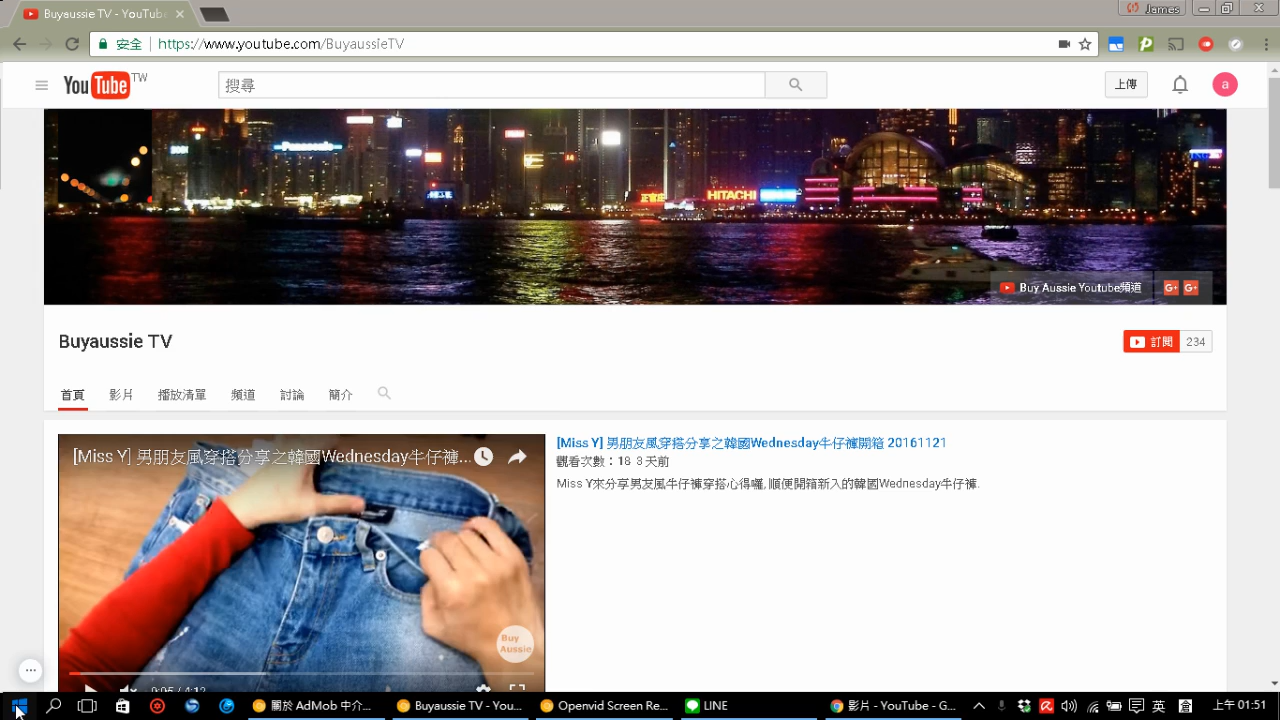 Buyaussie TV - YouTube
James
安全
https://www.youtube.com/BuyaussieTV
YouTube TW
搜尋
上傳
a
Panasonic
HITACHI
Buy Aussie Youtube頻道
G+ G+
Buyaussie TV
訂閱 234
首頁 影片 播放清單 頻道 討論 簡介
[Miss Y] 男朋友風穿搭分享之韓國Wednesday牛仔褲...
[Miss Y] 男朋友風穿搭分享之韓國Wednesday牛仔褲開箱 20161121
觀看次數：18 3 天前
Miss Y來分享男友風牛仔褲穿搭心得囉, 順便開箱新入的韓國Wednesday牛仔褲.
Buy
Aussie
0:05 / 4:12
關於 AdMob 中介...
Buyaussie TV - You...
Openvid Screen Re...
LINE
影片 - YouTube - G...
英
上午 01:51